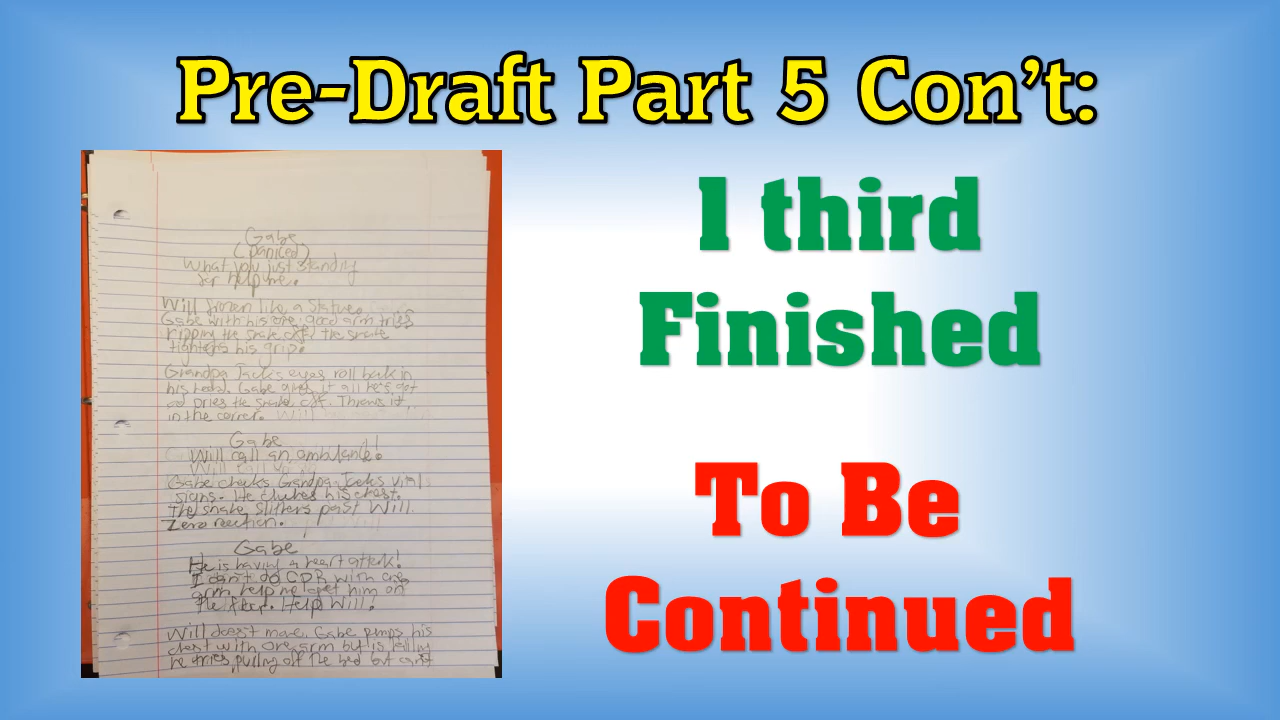 Pre-Draft Part 5 Con't:
Gabe
(paniced)
What you just standing
for help me.
Will frozen like a Statue.
Gabe with his one good arm tries
ripping the snake off. The snake
tightens his grip.
Grandpa Jack's eyes roll back in
his head. Gabe gives it all he's got
pries the snake off. Throws it
in the corner.
Gabe
Will call an ambulance!
Gabe checks Grandpa Jacks vital
signs. He clutches his chest.
The snake slithers past Will.
Zero reaction.
Gabe
He is having a heart attack!
I can't do CPR with one
arm help me get him on
the floor. Help Will.
Will doesn't move. Gabe pumps his
chest with one arm but is failing
he tries pulling off the bed but can't
1 third
Finished
To Be
Continued